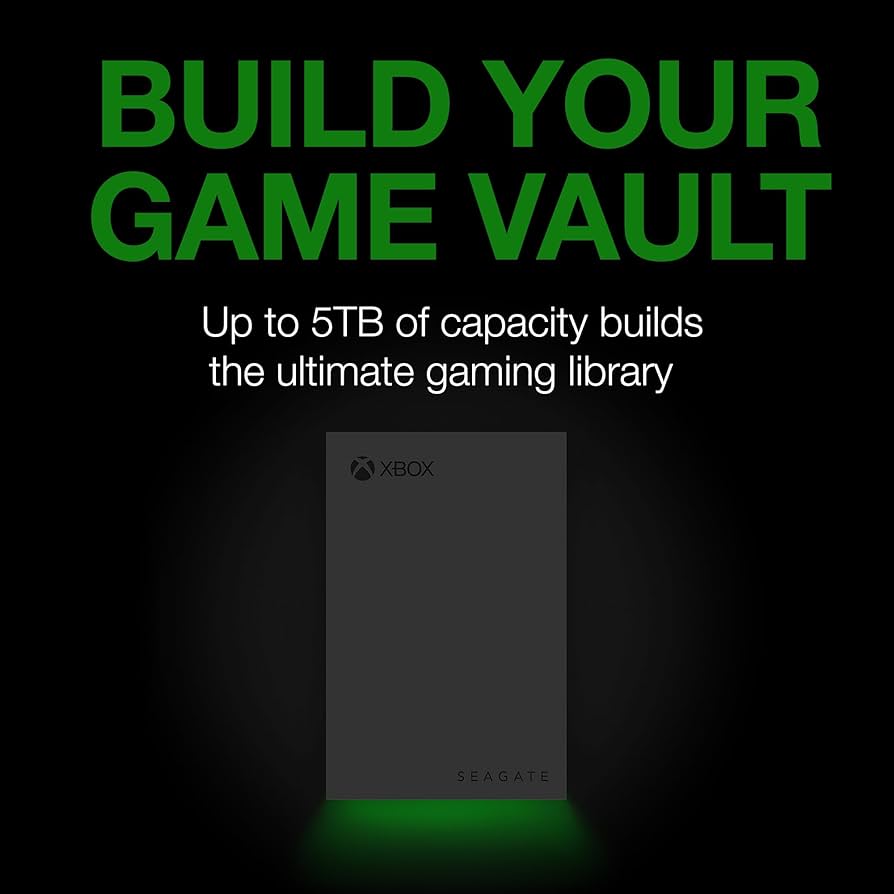 BUILD YOUR
GAME VAULT
Up to 5TB of capacity builds
the ultimate gaming library
XBOX
SEAGATE